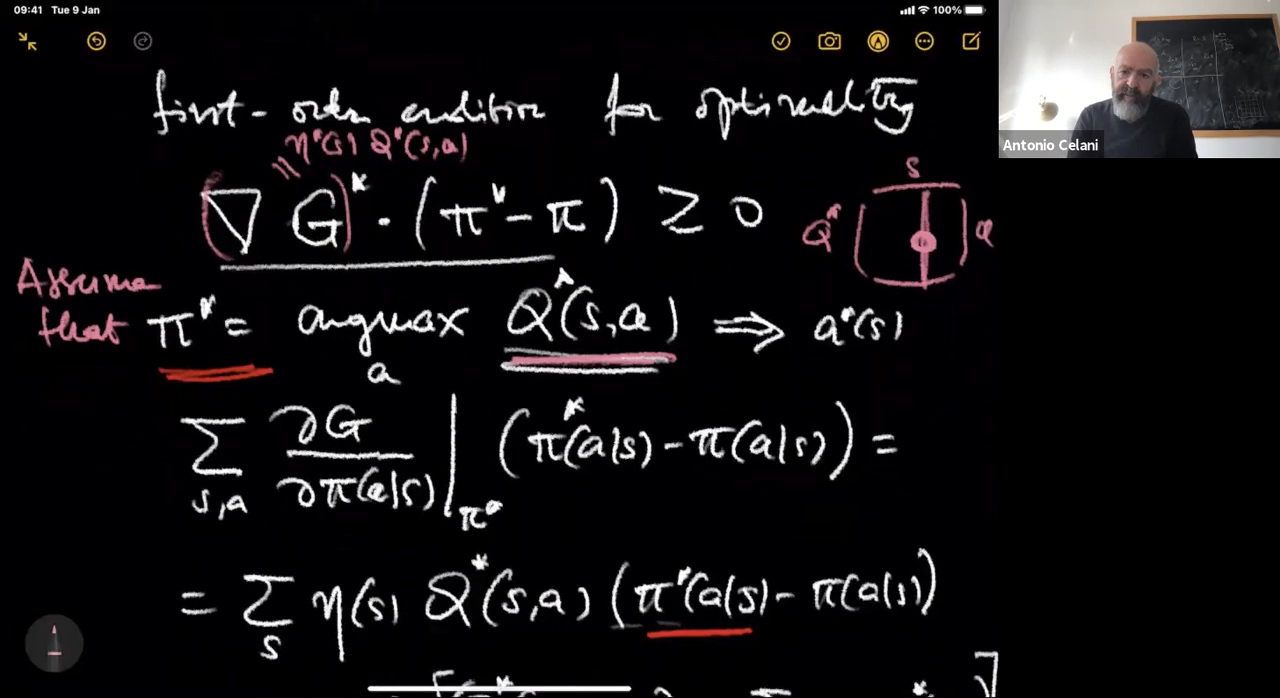 09:41 Tue 9 Jan 100%
Antonio Celani
first-order condition for optimality
η*(s) Q*(s,a)
(∇ G)* · (π* - π) ≥ 0
s
Q* a
Assume
that π* = argmax Q*(s,a) ⇒ a*(s)
a
∑ ∂G/∂π(a|s) | (π*(a|s) - π(a|s)) =
s,a π*
= ∑ η(s) Q*(s,a) (π*(a|s) - π(a|s))
s